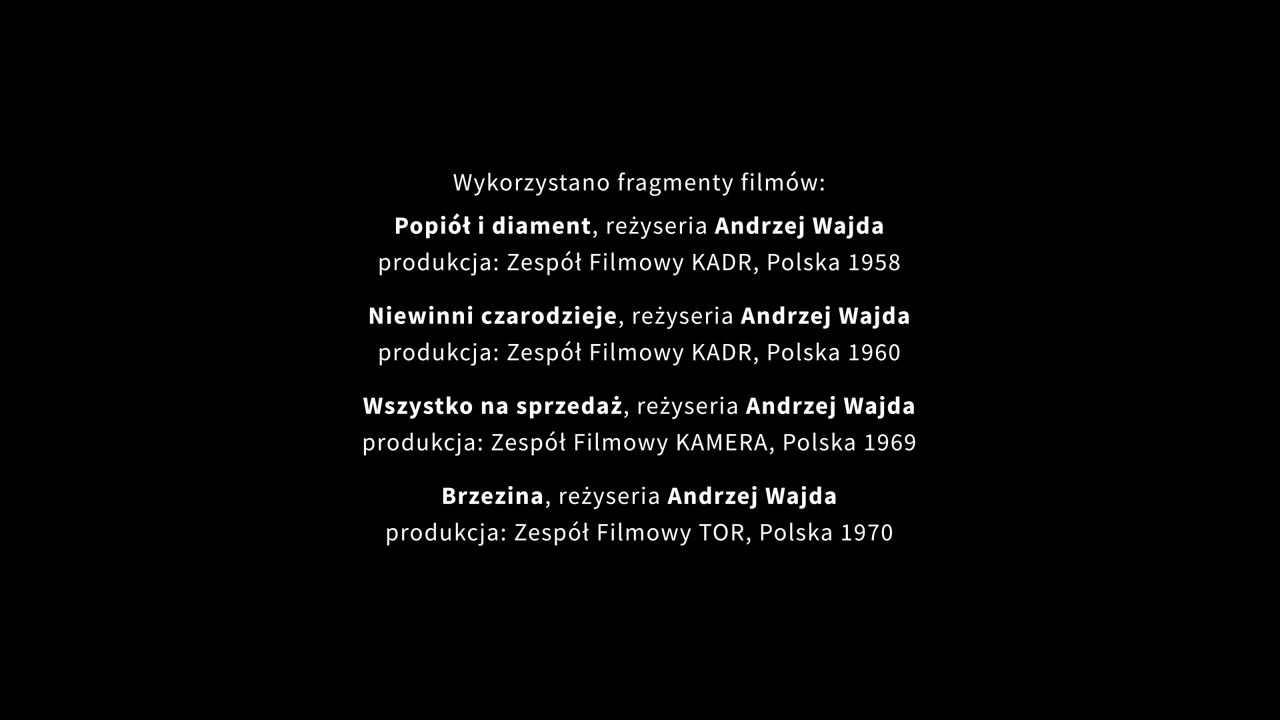 Wykorzystano fragmenty filmów:
Popiół i diament, reżyseria Andrzej Wajda
produkcja: Zespół Filmowy KADR, Polska 1958
Niewinni czarodzieje, reżyseria Andrzej Wajda
produkcja: Zespół Filmowy KADR, Polska 1960
Wszystko na sprzedaż, reżyseria Andrzej Wajda
produkcja: Zespół Filmowy KAMERA, Polska 1969
Brzezina, reżyseria Andrzej Wajda
produkcja: Zespół Filmowy TOR, Polska 1970